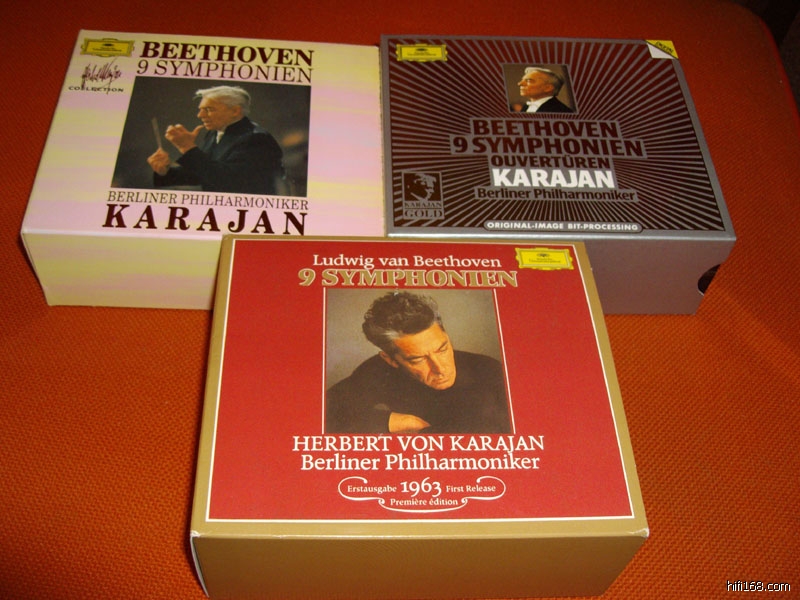 BEETHOVEN
9 SYMPHONIEN
COLLECTION
BERLINER PHILHARMONIKER
KARAJAN
BEETHOVEN
9 SYMPHONIEN
OUVERTÜREN
KARAJAN
Berliner Philharmoniker
KARAJAN
GOLD
ORIGINAL-IMAGE BIT-PROCESSING
Ludwig van Beethoven
9 SYMPHONIEN
HERBERT VON KARAJAN
Berliner Philharmoniker
Erstausgabe 1963 First Release
Première édition
hifi168.com